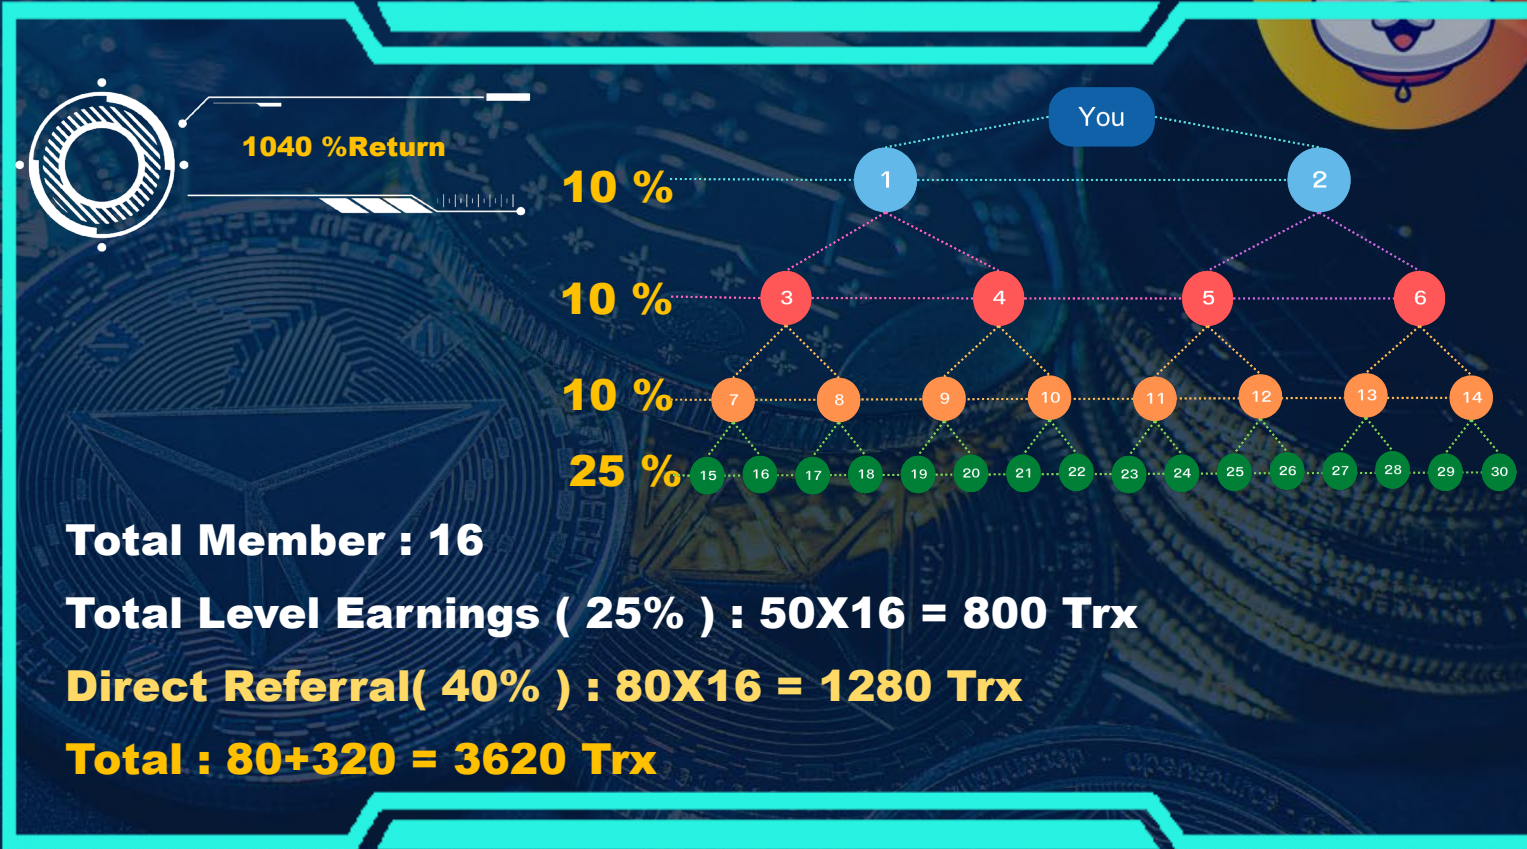 You
1040 %Return
10 % 1 2
10 % 3 4 5 6
10 % 7 8 9 10 11 12 13 14
25 % 15 16 17 18 19 20 21 22 23 24 25 26 27 28 29 30
Total Member : 16
Total Level Earnings ( 25% ) : 50X16 = 800 Trx
Direct Referral( 40% ) : 80X16 = 1280 Trx
Total : 80+320 = 3620 Trx